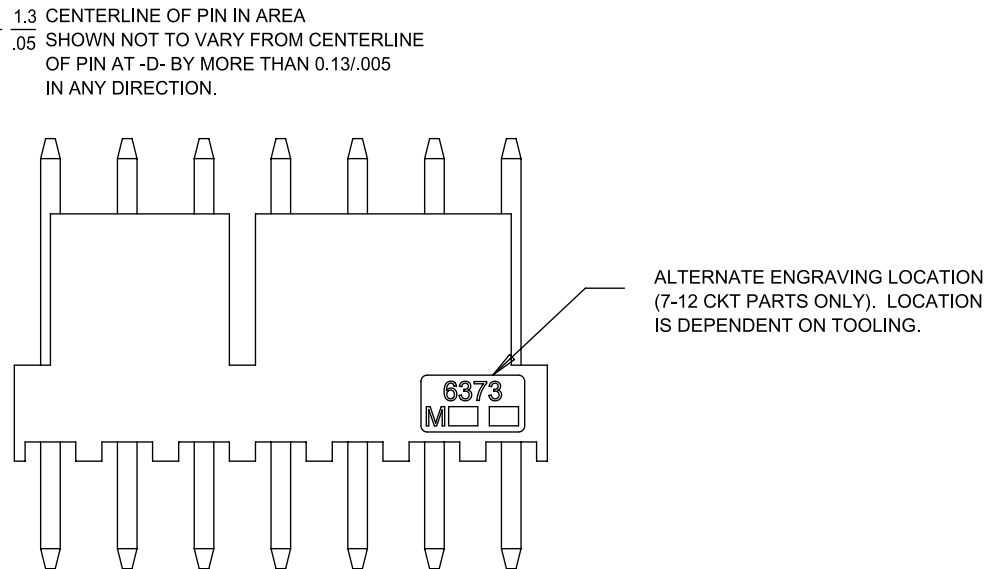 1.3 CENTERLINE OF PIN IN AREA
.05 SHOWN NOT TO VARY FROM CENTERLINE
OF PIN AT -D- BY MORE THAN 0.13/.005
IN ANY DIRECTION.
ALTERNATE ENGRAVING LOCATION
(7-12 CKT PARTS ONLY). LOCATION
IS DEPENDENT ON TOOLING.
6373
M